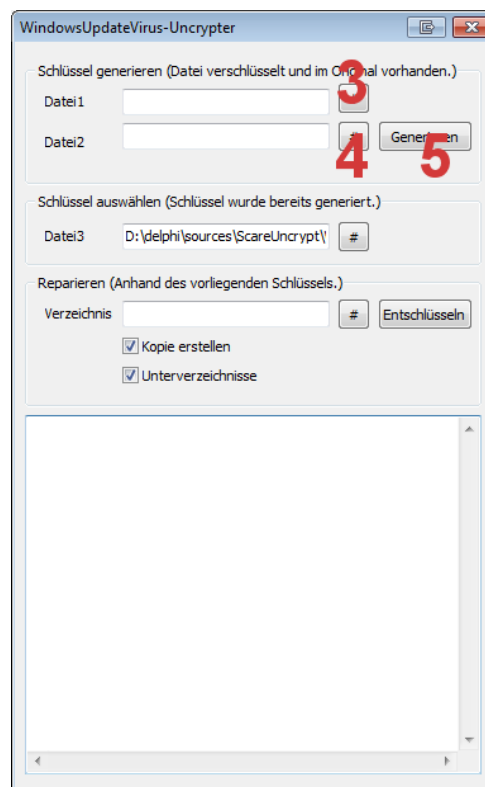 WindowsUpdateVirus-Uncrypter
Schlüssel generieren (Datei verschlüsselt und im Original vorhanden.)
3
Datei1
Datei2
# Generieren
4 5
Schlüssel auswählen (Schlüssel wurde bereits generiert.)
Datei3 D:\delphi\sources\ScareUncrypt\ #
Reparieren (Anhand des vorliegenden Schlüssels.)
Verzeichnis # Entschlüsseln
Kopie erstellen
Unterverzeichnisse